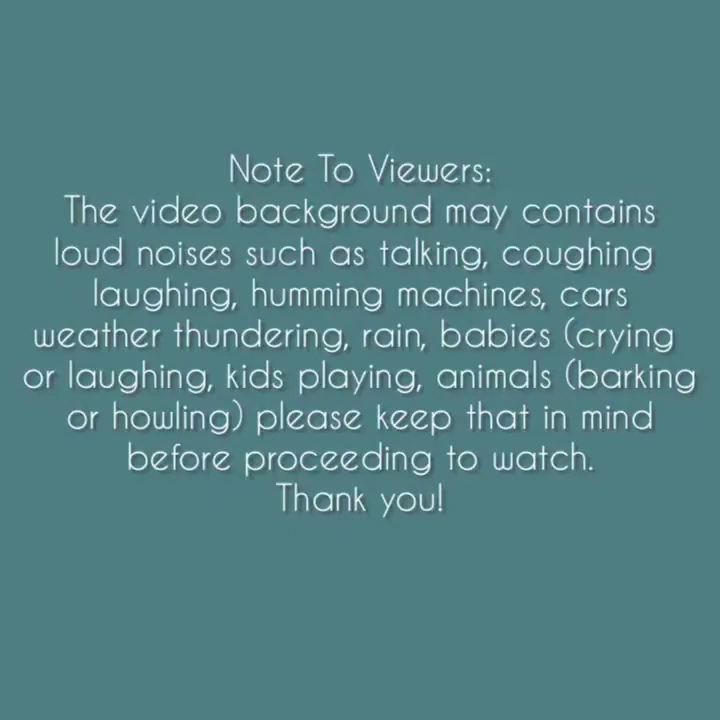 Note To Viewers:
The video background may contains
loud noises such as talking, coughing
laughing, humming machines, cars
weather thundering, rain, babies (crying
or laughing, kids playing, animals (barking
or howling) please keep that in mind
before proceeding to watch.
Thank you!